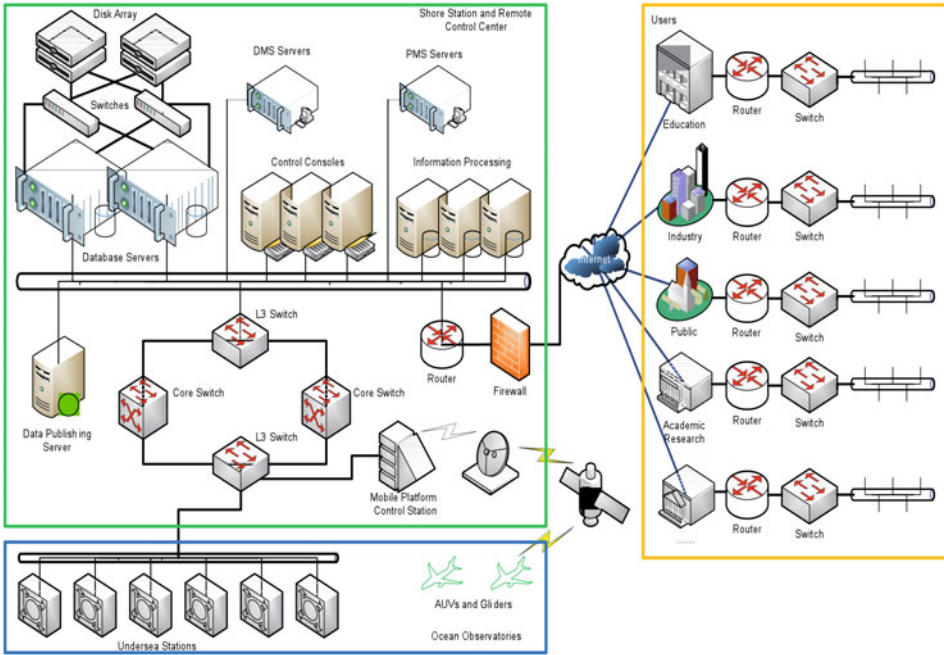 Disk Array
Shore Station and Remote
Control Center
Users
DMS Servers
PMS Servers
Switches
Education
Router
Switch
Control Consoles
Information Processing
Database Servers
Industry
Router
Switch
Internet
L3 Switch
Public
Router
Switch
Core Switch
Core Switch
Router
Firewall
Data Publishing
Server
L3 Switch
Academic
Research
Router
Switch
Mobile Platform
Control Station
Router
Switch
......
AUVs and Gliders
Undersea Stations
Ocean Observatories